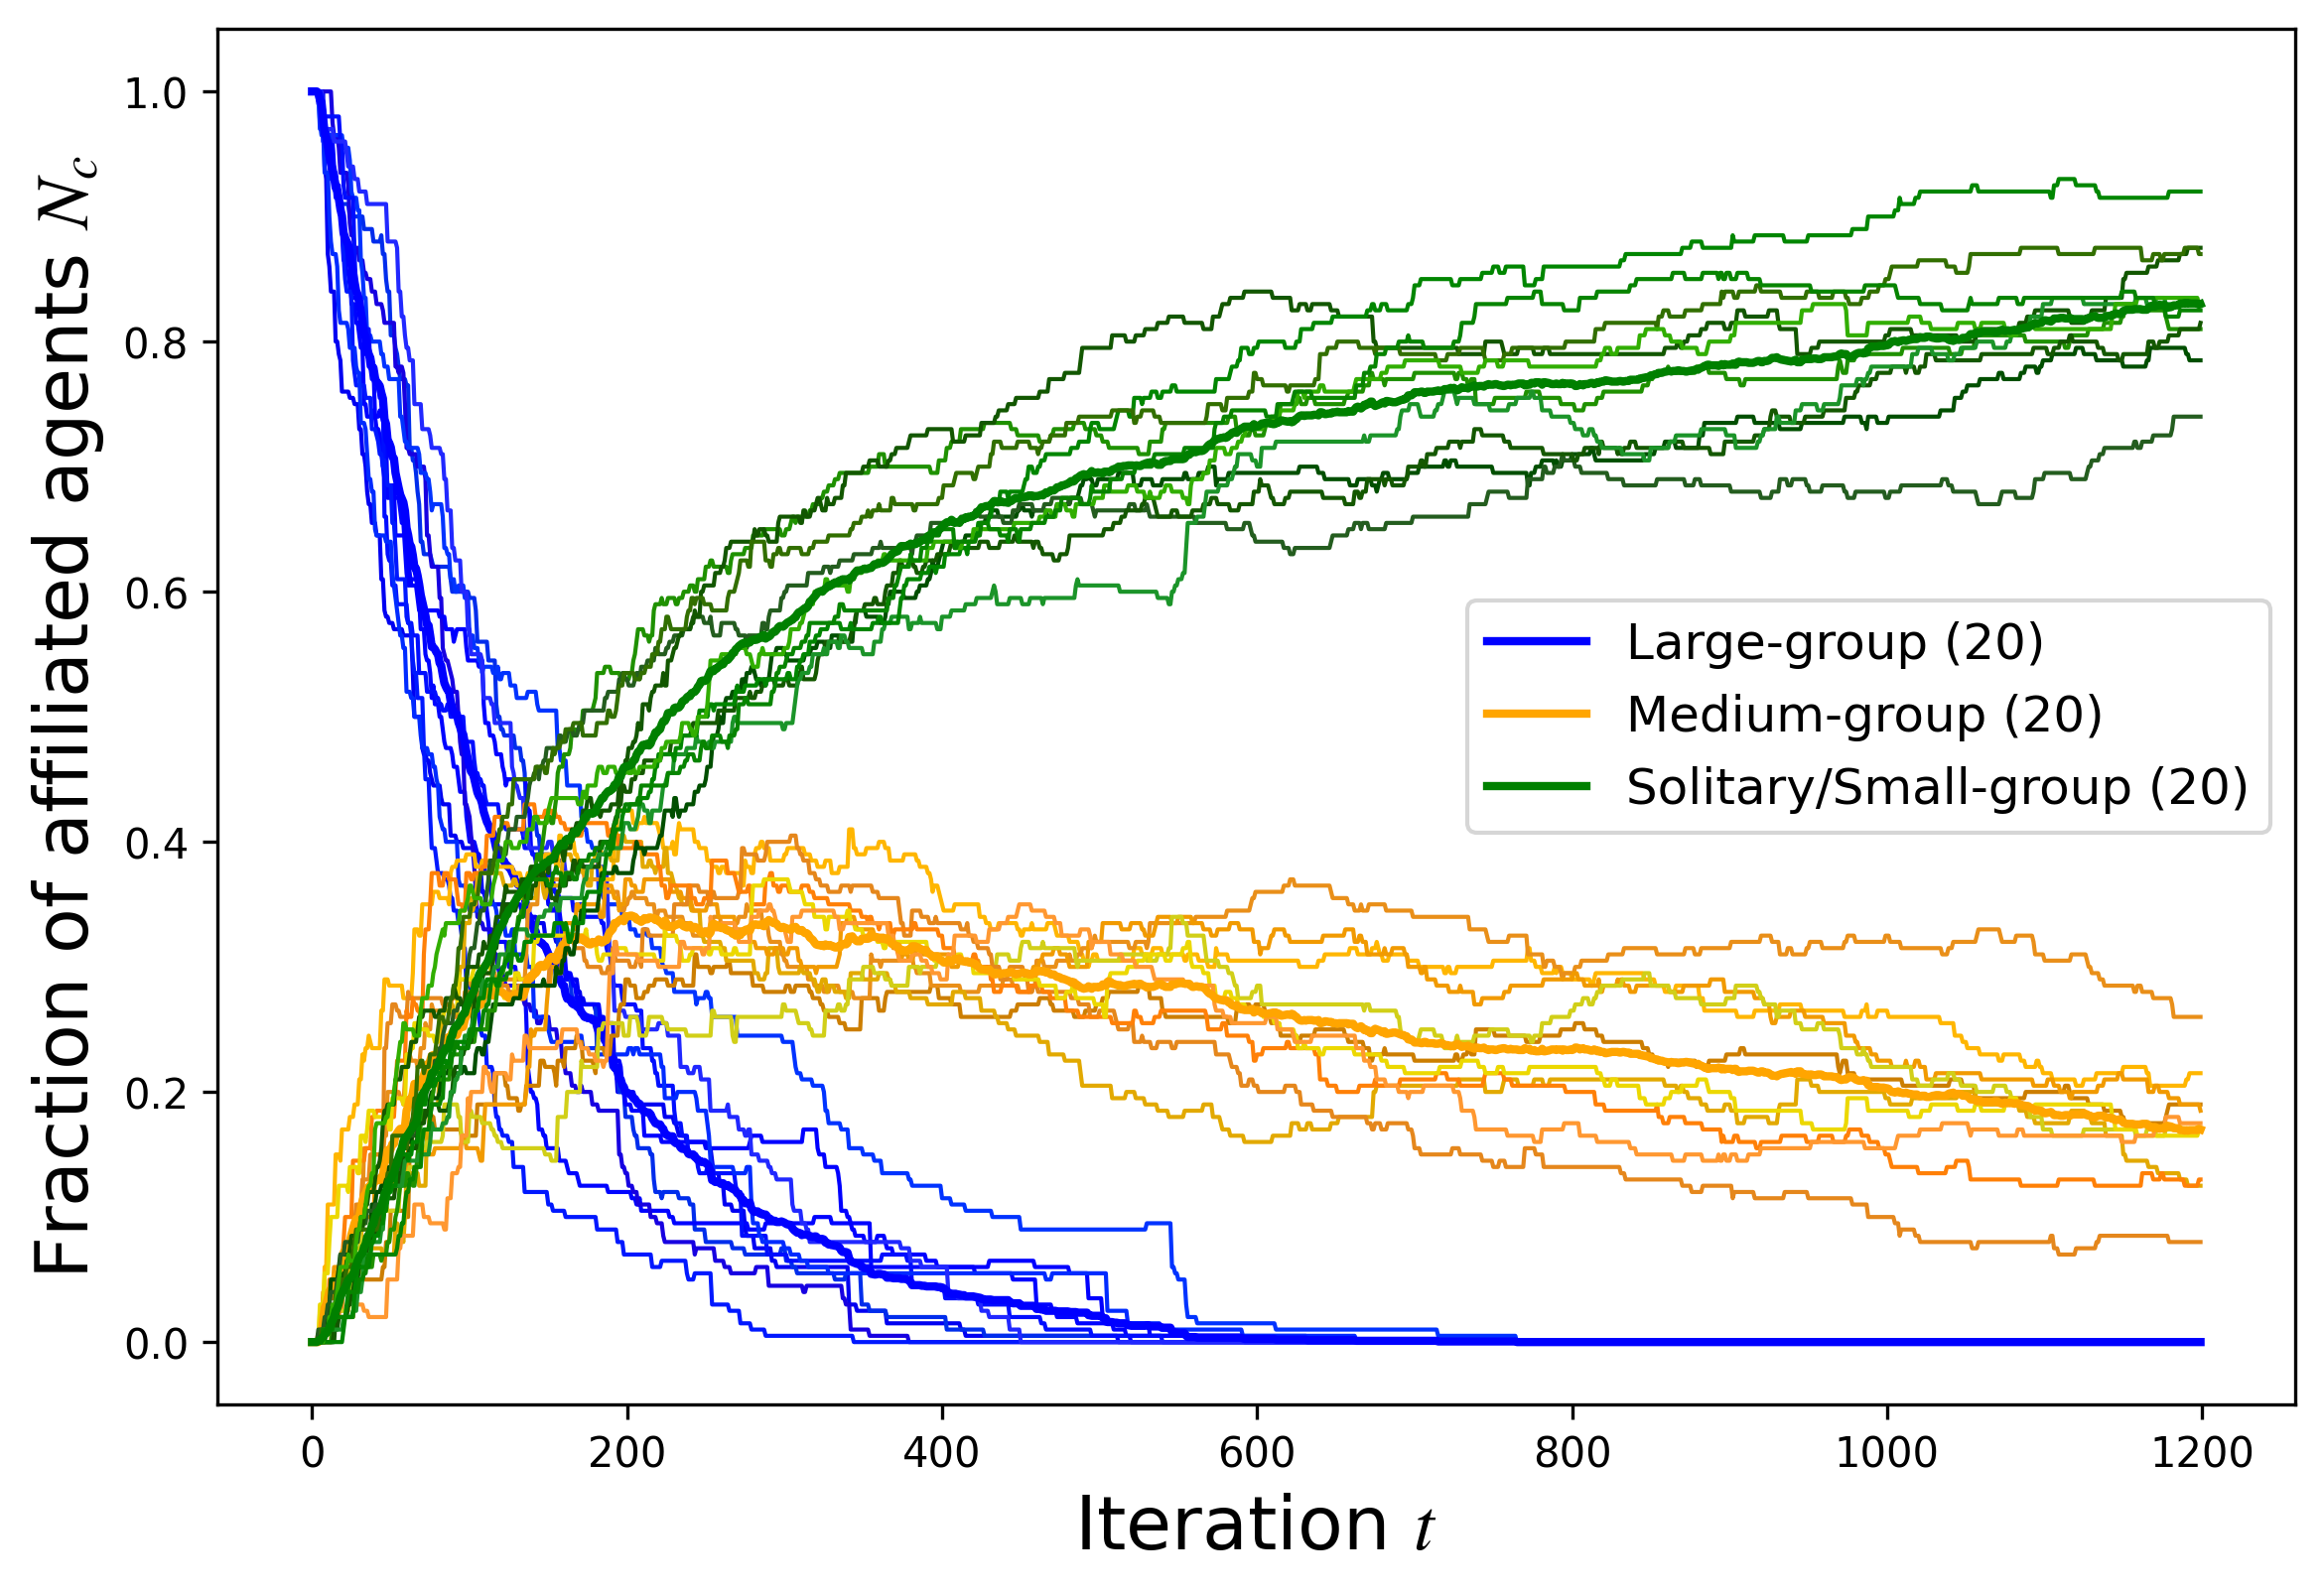 Fraction of affiliated agents N_c
1.0
0.8
0.6
0.4
0.2
0.0
Large-group (20)
Medium-group (20)
Solitary/Small-group (20)
0 200 400 600 800 1000 1200
Iteration t